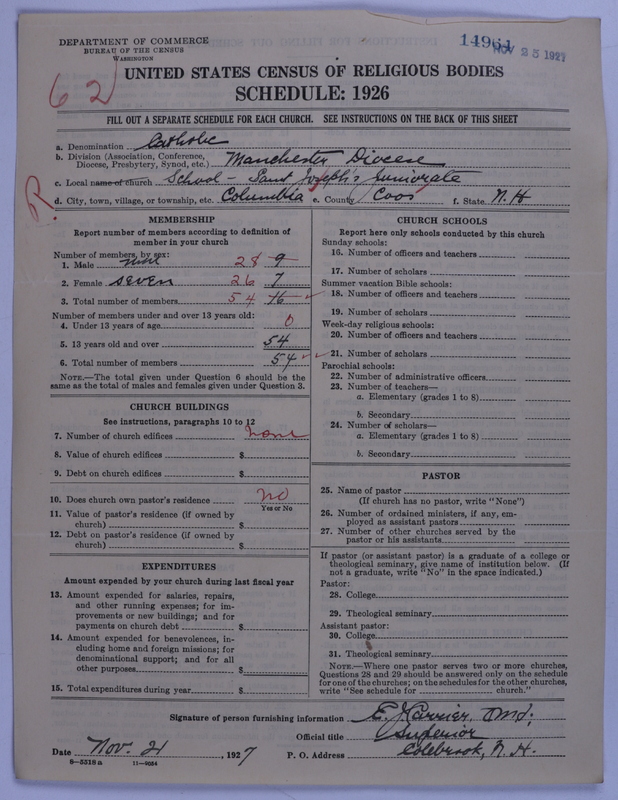 DEPARTMENT OF COMMERCE
BUREAU OF THE CENSUS
WASHINGTON
14961
NOV 25 1927
62
UNITED STATES CENSUS OF RELIGIOUS BODIES
SCHEDULE: 1926
FILL OUT A SEPARATE SCHEDULE FOR EACH CHURCH. SEE INSTRUCTIONS ON THE BACK OF THIS SHEET
a. Denomination Catholic
b. Division (Association, Conference, Diocese, Presbytery, Synod, etc.) Manchester Diocese
c. Local name of church School - Saint Joseph's Juniorate
R.
d. City, town, village, or township, etc. Columbia e. County Coos f. State N. H
MEMBERSHIP
Report number of members according to definition of
member in your church
Number of members, by sex:
1. Male nine 28 9
2. Female seven 26 7
3. Total number of members 54 16
Number of members under and over 13 years old:
4. Under 13 years of age 0
5. 13 years old and over 54
6. Total number of members 54
NOTE.—The total given under Question 6 should be the
same as the total of males and females given under Question 3.
CHURCH BUILDINGS
See instructions, paragraphs 10 to 12
7. Number of church edifices none
8. Value of church edifices $
9. Debt on church edifices $
10. Does church own pastor's residence no
Yes or No
11. Value of pastor's residence (if owned by
church) $
12. Debt on pastor's residence (if owned by
church) $
EXPENDITURES
Amount expended by your church during last fiscal year
13. Amount expended for salaries, repairs,
and other running expenses; for im-
provements or new buildings; and for
payments on church debt $
14. Amount expended for benevolences, in-
cluding home and foreign missions; for
denominational support; and for all
other purposes $
15. Total expenditures during year $
CHURCH SCHOOLS
Report here only schools conducted by this church
Sunday schools:
16. Number of officers and teachers
17. Number of scholars
Summer vacation Bible schools:
18. Number of officers and teachers
19. Number of scholars
Week-day religious schools:
20. Number of officers and teachers
21. Number of scholars
Parochial schools:
22. Number of administrative officers
23. Number of teachers—
a. Elementary (grades 1 to 8)
b. Secondary
24. Number of scholars—
a. Elementary (grades 1 to 8)
b. Secondary
PASTOR
25. Name of pastor
(If church has no pastor, write "None")
26. Number of ordained ministers, if any, em-
ployed as assistant pastors
27. Number of other churches served by the
pastor or his assistants
If pastor (or assistant pastor) is a graduate of a college or
theological seminary, give name of institution below. (If
not a graduate, write "No" in the space indicated.)
Pastor:
28. College
29. Theological seminary
Assistant pastor:
30. College
31. Theological seminary
NOTE.—Where one pastor serves two or more churches,
Questions 28 and 29 should be answered only on the schedule
for one of the churches; on the schedules for the other churches,
write "See schedule for church."
Signature of person furnishing information E. J. Carrier, OMI;
Official title Superior
Date Nov. 21, 1927 P. O. Address Colebrook, N. H.
8-5318a 11-9084